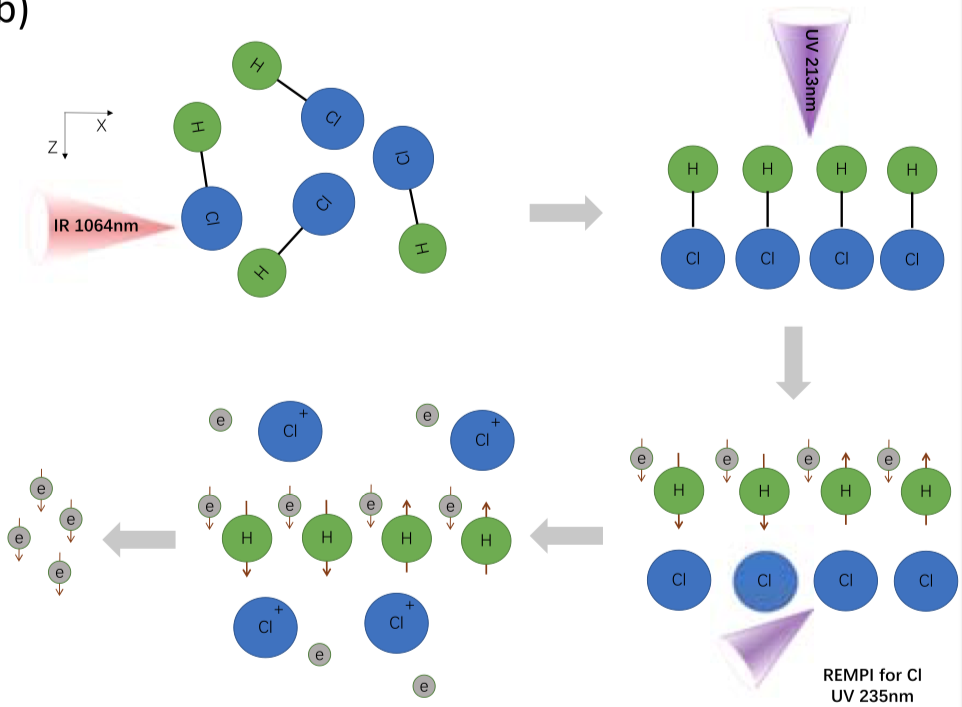 b)
H
Cl
H
Cl
Cl
H
Cl
H
X
Z
IR 1064nm
UV 213nm
H H H H
Cl Cl Cl Cl
e e e e
H H H H
Cl Cl Cl Cl
REMPI for Cl
UV 235nm
e Cl+ e Cl+
e e e e
H H H H
Cl+ Cl+
e
e
e
e
e
e